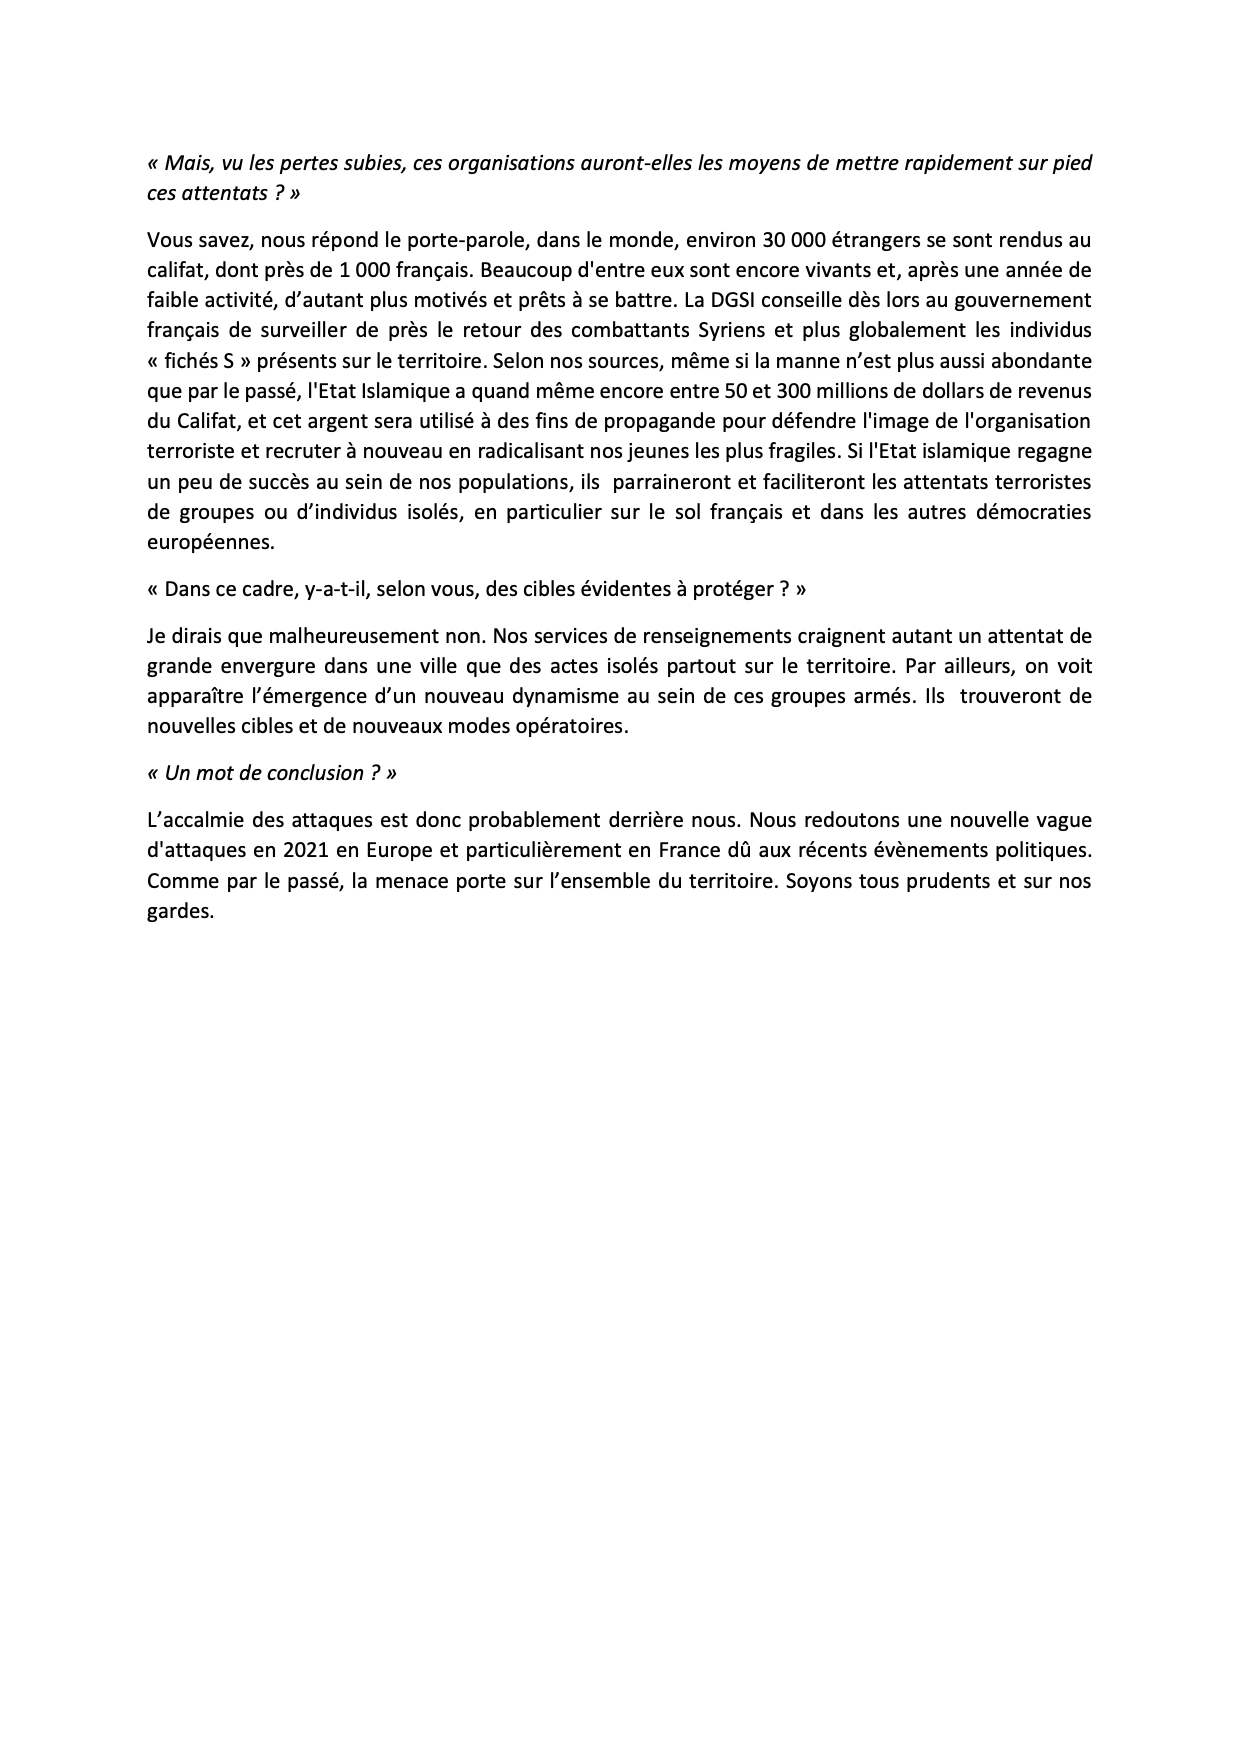 « Mais, vu les pertes subies, ces organisations auront-elles les moyens de mettre rapidement sur pied
ces attentats ? »
Vous savez, nous répond le porte-parole, dans le monde, environ 30 000 étrangers se sont rendus au
califat, dont près de 1 000 français. Beaucoup d'entre eux sont encore vivants et, après une année de
faible activité, d’autant plus motivés et prêts à se battre. La DGSI conseille dès lors au gouvernement
français de surveiller de près le retour des combattants Syriens et plus globalement les individus
« fichés S » présents sur le territoire. Selon nos sources, même si la manne n’est plus aussi abondante
que par le passé, l'Etat Islamique a quand même encore entre 50 et 300 millions de dollars de revenus
du Califat, et cet argent sera utilisé à des fins de propagande pour défendre l'image de l'organisation
terroriste et recruter à nouveau en radicalisant nos jeunes les plus fragiles. Si l'Etat islamique regagne
un peu de succès au sein de nos populations, ils  parraineront et faciliteront les attentats terroristes
de groupes ou d’individus isolés, en particulier sur le sol français et dans les autres démocraties
européennes.
« Dans ce cadre, y-a-t-il, selon vous, des cibles évidentes à protéger ? »
Je dirais que malheureusement non. Nos services de renseignements craignent autant un attentat de
grande envergure dans une ville que des actes isolés partout sur le territoire. Par ailleurs, on voit
apparaître l’émergence d’un nouveau dynamisme au sein de ces groupes armés. Ils  trouveront de
nouvelles cibles et de nouveaux modes opératoires.
« Un mot de conclusion ? »
L’accalmie des attaques est donc probablement derrière nous. Nous redoutons une nouvelle vague
d'attaques en 2021 en Europe et particulièrement en France dû aux récents évènements politiques.
Comme par le passé, la menace porte sur l’ensemble du territoire. Soyons tous prudents et sur nos
gardes.